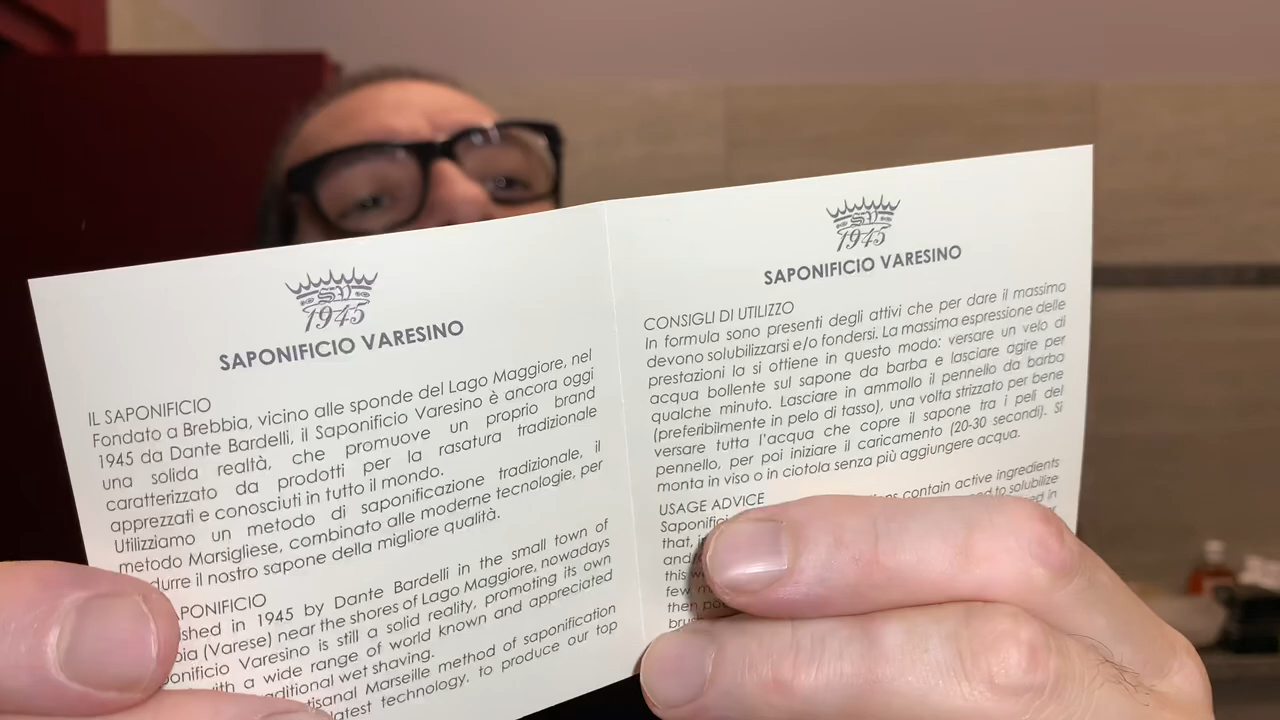 SV
1945
SAPONIFICIO VARESINO
IL SAPONIFICIO
Fondato a Brebbia, vicino alle sponde del Lago Maggiore, nel
1945 da Dante Bardelli, il Saponificio Varesino è ancora oggi
una solida realtà, che promuove un proprio brand
caratterizzato da prodotti per la rasatura tradizionale
apprezzati e conosciuti in tutto il mondo.
Utilizziamo un metodo di saponificazione tradizionale, il
metodo Marsigliese, combinato alle moderne tecnologie, per
durre il nostro sapone della migliore qualità.
PONIFICIO
shed in 1945 by Dante Bardelli in the small town of
bia (Varese) near the shores of Lago Maggiore, nowadays
onificio Varesino is still a solid reality, promoting its own
with a wide range of world known and appreciated
aditional wet shaving.
tisanal Marseille method of saponification
latest technology, to produce our top
SV
1945
SAPONIFICIO VARESINO
CONSIGLI DI UTILIZZO
In formula sono presenti degli attivi che per dare il massimo
devono solubilizzarsi e/o fondersi. La massima espressione delle
prestazioni la si ottiene in questo modo: versare un velo di
acqua bollente sul sapone da barba e lasciare agire per
qualche minuto. Lasciare in ammollo il pennello da barba
(preferibilmente in pelo di tasso), una volta strizzato per bene
versare tutta l'acqua che copre il sapone tra i peli del
pennello, per poi iniziare il caricamento (20-30 secondi). Si
monta in viso o in ciotola senza più aggiungere acqua.
USAGE ADVICE
Saponifi ns contain active ingredients
that, to solubilize
and
this w
few m
then pou
brus